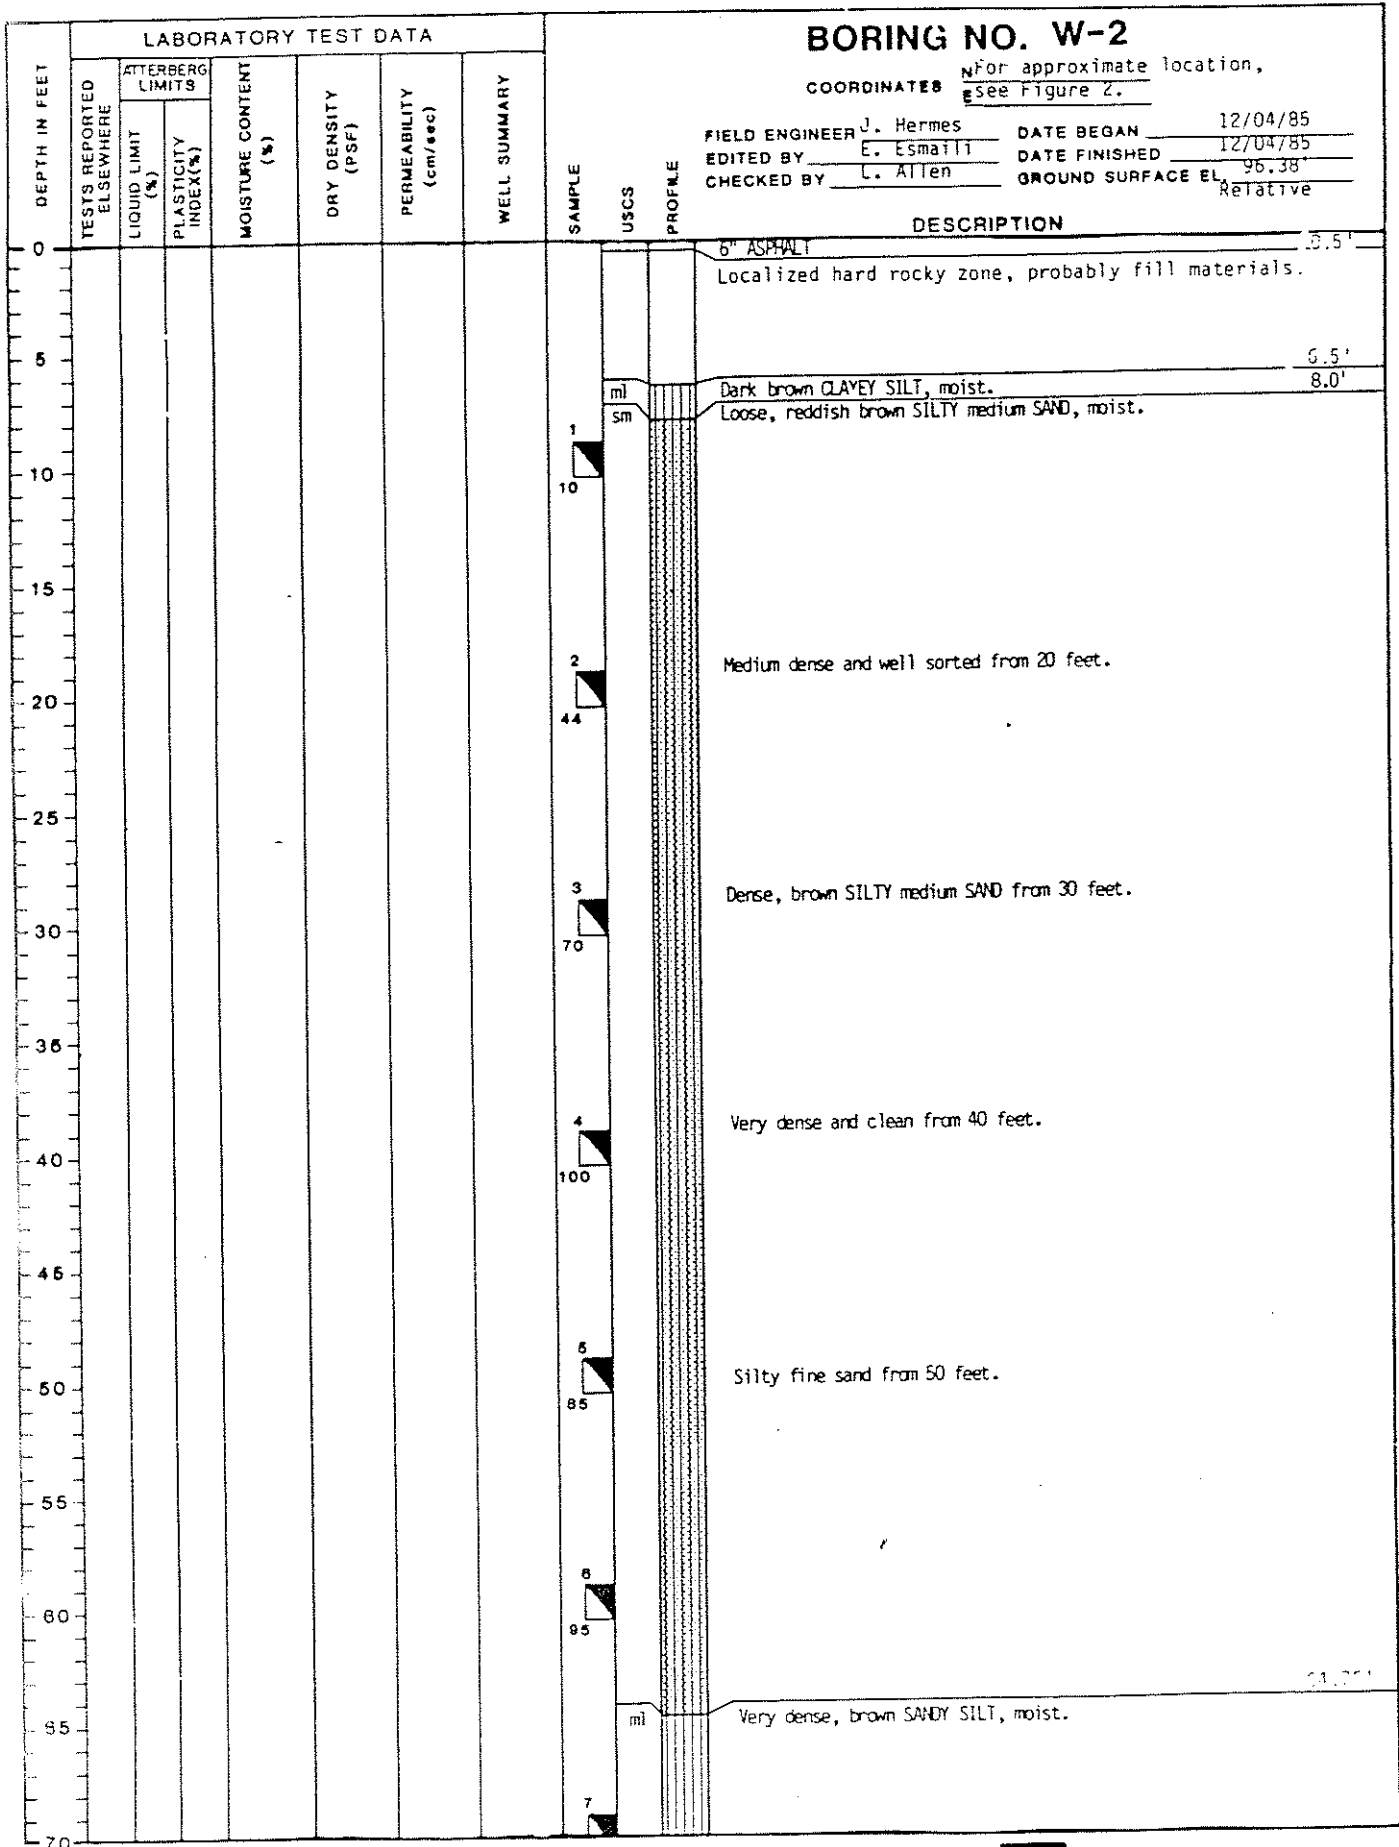 BORING NO. W-2
COORDINATES N For approximate location,
E see Figure 2.
FIELD ENGINEER J. Hermes DATE BEGAN 12/04/85
EDITED BY E. Esmaili DATE FINISHED 12/04/85
CHECKED BY L. Allen GROUND SURFACE EL. 96.38'
Relative
LABORATORY TEST DATA
DEPTH IN FEET
TESTS REPORTED
ELSEWHERE
ATTERBERG
LIMITS
LIQUID LIMIT
(%)
PLASTICITY
INDEX(%)
MOISTURE CONTENT
(%)
DRY DENSITY
(PSF)
PERMEABILITY
(cm/sec)
WELL SUMMARY
SAMPLE
USCS
PROFILE
DESCRIPTION
0
6" ASPHALT 0.5'
Localized hard rocky zone, probably fill materials.
5
6.5'
ml Dark brown CLAYEY SILT, moist. 8.0'
sm Loose, reddish brown SILTY medium SAND, moist.
1
10
10
15
2 Medium dense and well sorted from 20 feet.
20
44
25
3 Dense, brown SILTY medium SAND from 30 feet.
30
70
35
4 Very dense and clean from 40 feet.
40
100
45
5
50 Silty fine sand from 50 feet.
85
55
6
60
95
65 ml Very dense, brown SANDY SILT, moist.
7
70